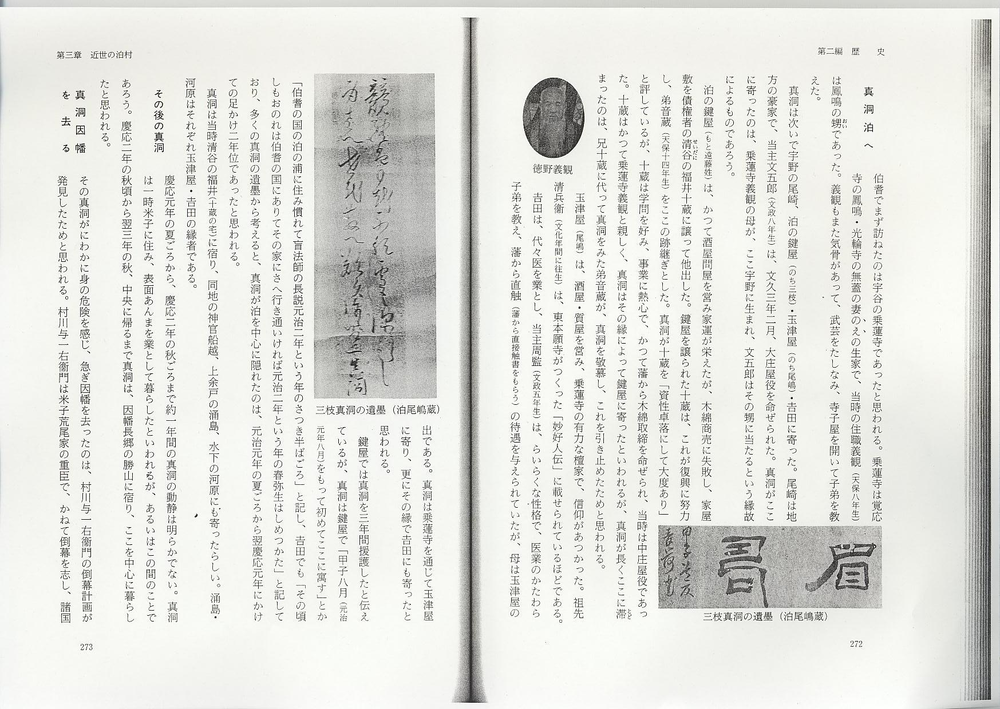 第二編　歴　　史
真洞泊へ
伯耆でまず訪ねたのは宇谷の乗蓮寺であったと思われる。乗蓮寺は覚応
寺の鳳鳴・光輪寺の無蓋の妻のえの生家で、当時の住職義観（天保八年生）
は鳳鳴の甥であった。義観もまた気骨があって、武芸をたしなみ、寺子屋を開いて子弟を教
おい
えた。
真洞は次いで宇野の尾崎、泊の鍵屋（のち三枝）・玉津屋（のち尾嶋）・吉田に寄った。尾崎は地
方の豪家で、当主文五郎（文政八年生）は、文久三年二月、大庄屋役を命ぜられた。真洞がここ
に寄ったのは、乗蓮寺義観の母が、ここ宇野に生まれ、文五郎はその甥に当たるという縁故
によるものであろう。
泊の鍵屋（もと遠藤姓）は、かつて酒屋問屋を営み家運が栄えたが、木綿商売に失敗し、家屋
敷を債権者の清谷の福井十蔵に譲って他出した。鍵屋を譲られた十蔵は、これが復興に努力
せいだに
し、弟音蔵（天保十四年生）をここの跡継ぎとした。真洞が十蔵を「資性卓落にして大度あり」
と評しているが、十蔵は学問を好み、事業に熱心で、かつて藩から木綿取締を命ぜられ、当時は中庄屋役であっ
た。十蔵はかつて乗蓮寺義観と親しく、真洞はその縁によって鍵屋に寄ったといわれるが、真洞が長くここに滞
とど
まったのは、兄十蔵に代って真洞をみた弟音蔵が、真洞を敬慕し、これを引き止めたためと思われる。
玉津屋（尾嶋）は、酒屋・質屋を営み、乗蓮寺の有力な檀家で、信仰があつかった。祖先
清兵衞（文化年間に往生）は、東本願寺がつくった「妙好人伝」に載せられているほどである。
吉田は、代々医を業とし、当主周監（文政五年生）は、らいらくな性格で、医業のかたわら
子弟を教え、藩から直触（藩から直接触書をもらう）の待遇を与えられていたが、母は玉津屋の
徳野義観
眉
三枝真洞の遺墨（泊尾嶋蔵）
272
第三章　近世の泊村
三枝真洞の遺墨（泊尾嶋蔵）
出である。真洞は乗蓮寺を通じて玉津屋
に寄り、更にその縁で吉田にも寄ったと
思われる。
鍵屋では真洞を三年間援護したと伝え
ているが、真洞は鍵屋で「甲子八月（元治
元年八月）をもって初めてここに寓す」とか
「伯耆の国の泊の浦に住み慣れて盲法師の長説元治二年という年のさつき半ばごろ」と記し、吉田でも「その頃
しもおのれは伯耆の国にありてその家にさへ行き通いければ元治二年という年の春弥生はしめつかた」と記して
おり、多くの真洞の遺墨から考えると、真洞が泊を中心に隠れたのは、元治元年の夏ごろから翌慶応元年にかけ
ての足かけ二年位であったと思われる。
真洞は当時清谷の福井（十蔵の宅）に宿り、同地の神官船越、上余戸の涌島、水下の河原にも寄ったらしい。涌島・
河原はそれぞれ玉津屋・吉田の縁者である。
その後の真洞
慶応元年の夏ごろから、慶応二年の秋ごろまで約一年間の真洞の動静は明らかでない。真洞
は一時米子に住み、表面あんまを業として暮らしたといわれるが、あるいはこの間のことで
あろう。慶応二年の秋頃から翌三年の秋、中央に帰るまで真洞は、因幡長郷の勝山に宿り、ここを中心に暮らし
たと思われる。
真洞因幡
を去る
その真洞がにわかに身の危険を感じ、急ぎ因幡を去ったのは、村川与一右衞門の倒幕計画が
発見したためと思われる。村川与一右衞門は米子荒尾家の重臣で、かねて倒幕を志し、諸国
273